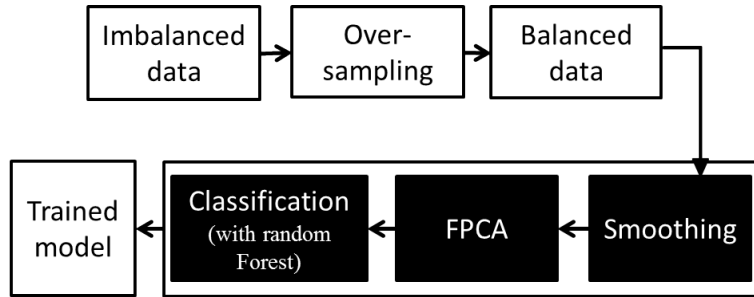 Imbalanced
data
Over-
sampling
Balanced
data
Smoothing
FPCA
Classification
(with random
Forest)
Trained
model